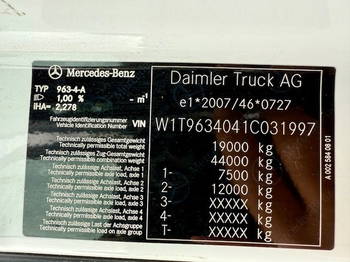 Mercedes-Benz
Daimler Truck AG
TYP 963-4-A
1,00 % - m-1
IHA= 2,278
e1*2007/46*0727
Fahrzeugidentifizierungsnummer
Vehicle Identification Number VIN
W1T9634041C031997
Technisch zulässiges Gesamtgewicht
Technically permissible total weight
19000 kg
Technisch zulässiges Zuggesamtgewicht
Technically permissible combination weight
44000 kg
Technisch zulässige Achslast, Achse 1
Technically permissible axle load, axle 1
1- 7500 kg
Technisch zulässige Achslast, Achse 2
Technically permissible axle load, axle 2
2- 12000 kg
Technisch zulässige Achslast, Achse 3
Technically permissible axle load, axle 3
3- XXXXX kg
Technisch zulässige Achslast, Achse 4
Technically permissible axle load, axle 4
4- XXXXX kg
Technisch zulässige Last der Achsgruppe
Technically permissible load on axle group
T- XXXXX kg
A 002 584 08 01